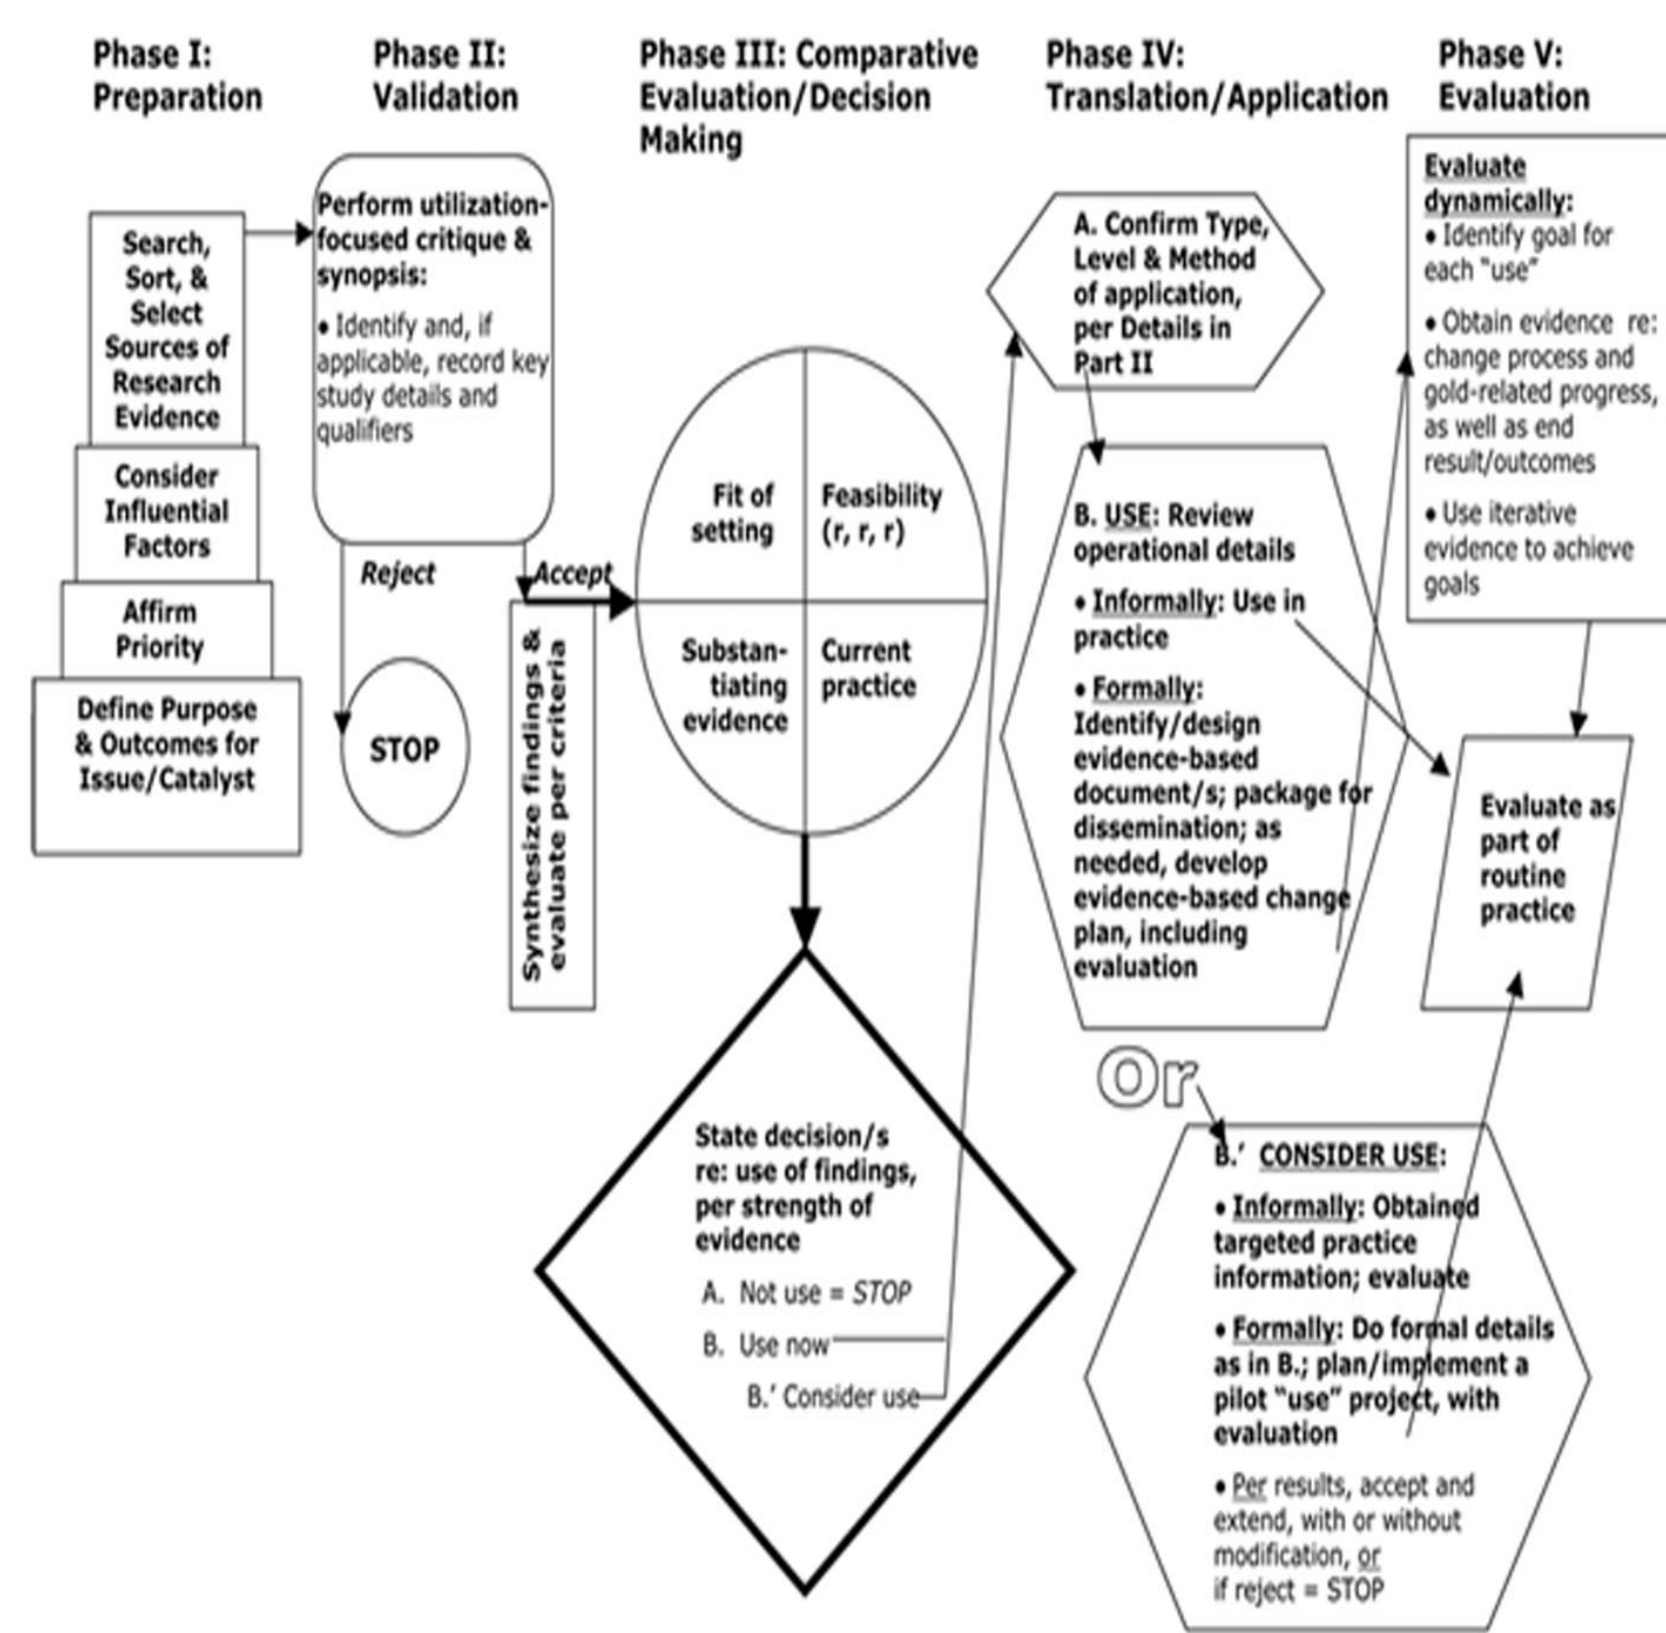 Phase I:
Preparation
Phase II:
Validation
Phase III: Comparative
Evaluation/Decision
Making
Phase IV:
Translation/Application
Phase V:
Evaluation
Search,
Sort, &
Select
Sources of
Research
Evidence
Consider
Influential
Factors
Affirm
Priority
Define Purpose
& Outcomes for
Issue/Catalyst
Perform utilization-
focused critique &
synopsis:
• Identify and, if
applicable, record key
study details and
qualifiers
Reject
Accept
STOP
Synthesize findings &
evaluate per criteria
Fit of
setting
Feasibility
(r, r, r)
Substan-
tiating
evidence
Current
practice
State decision/s
re: use of findings,
per strength of
evidence
A. Not use = STOP
B. Use now
B.' Consider use
A. Confirm Type,
Level & Method
of application,
per Details in
Part II
B. USE: Review
operational details
• Informally: Use in
practice
• Formally:
Identify/design
evidence-based
document/s; package for
dissemination; as
needed, develop
evidence-based change
plan, including
evaluation
Or
B.' CONSIDER USE:
• Informally: Obtained
targeted practice
information; evaluate
• Formally: Do formal details
as in B.; plan/implement a
pilot "use" project, with
evaluation
• Per results, accept and
extend, with or without
modification, or
if reject = STOP
Evaluate
dynamically:
• Identify goal for
each "use"
• Obtain evidence re:
change process and
gold-related progress,
as well as end
result/outcomes
• Use iterative
evidence to achieve
goals
Evaluate as
part of
routine
practice